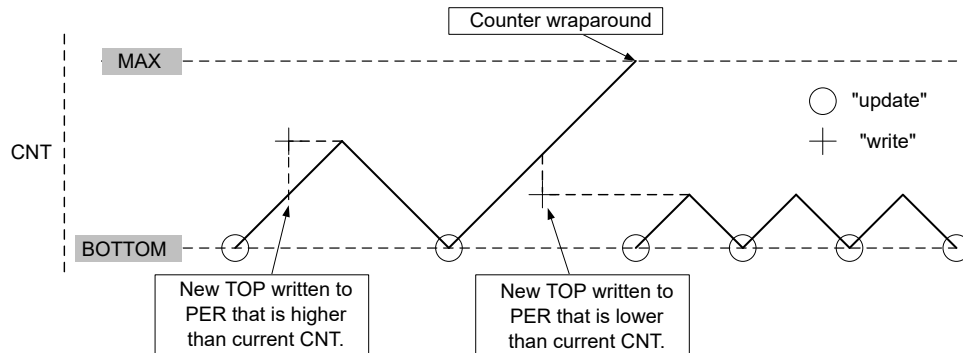 Counter wraparound
MAX
"update"
"write"
CNT
BOTTOM
New TOP written to
PER that is higher
than current CNT.
New TOP written to
PER that is lower
than current CNT.